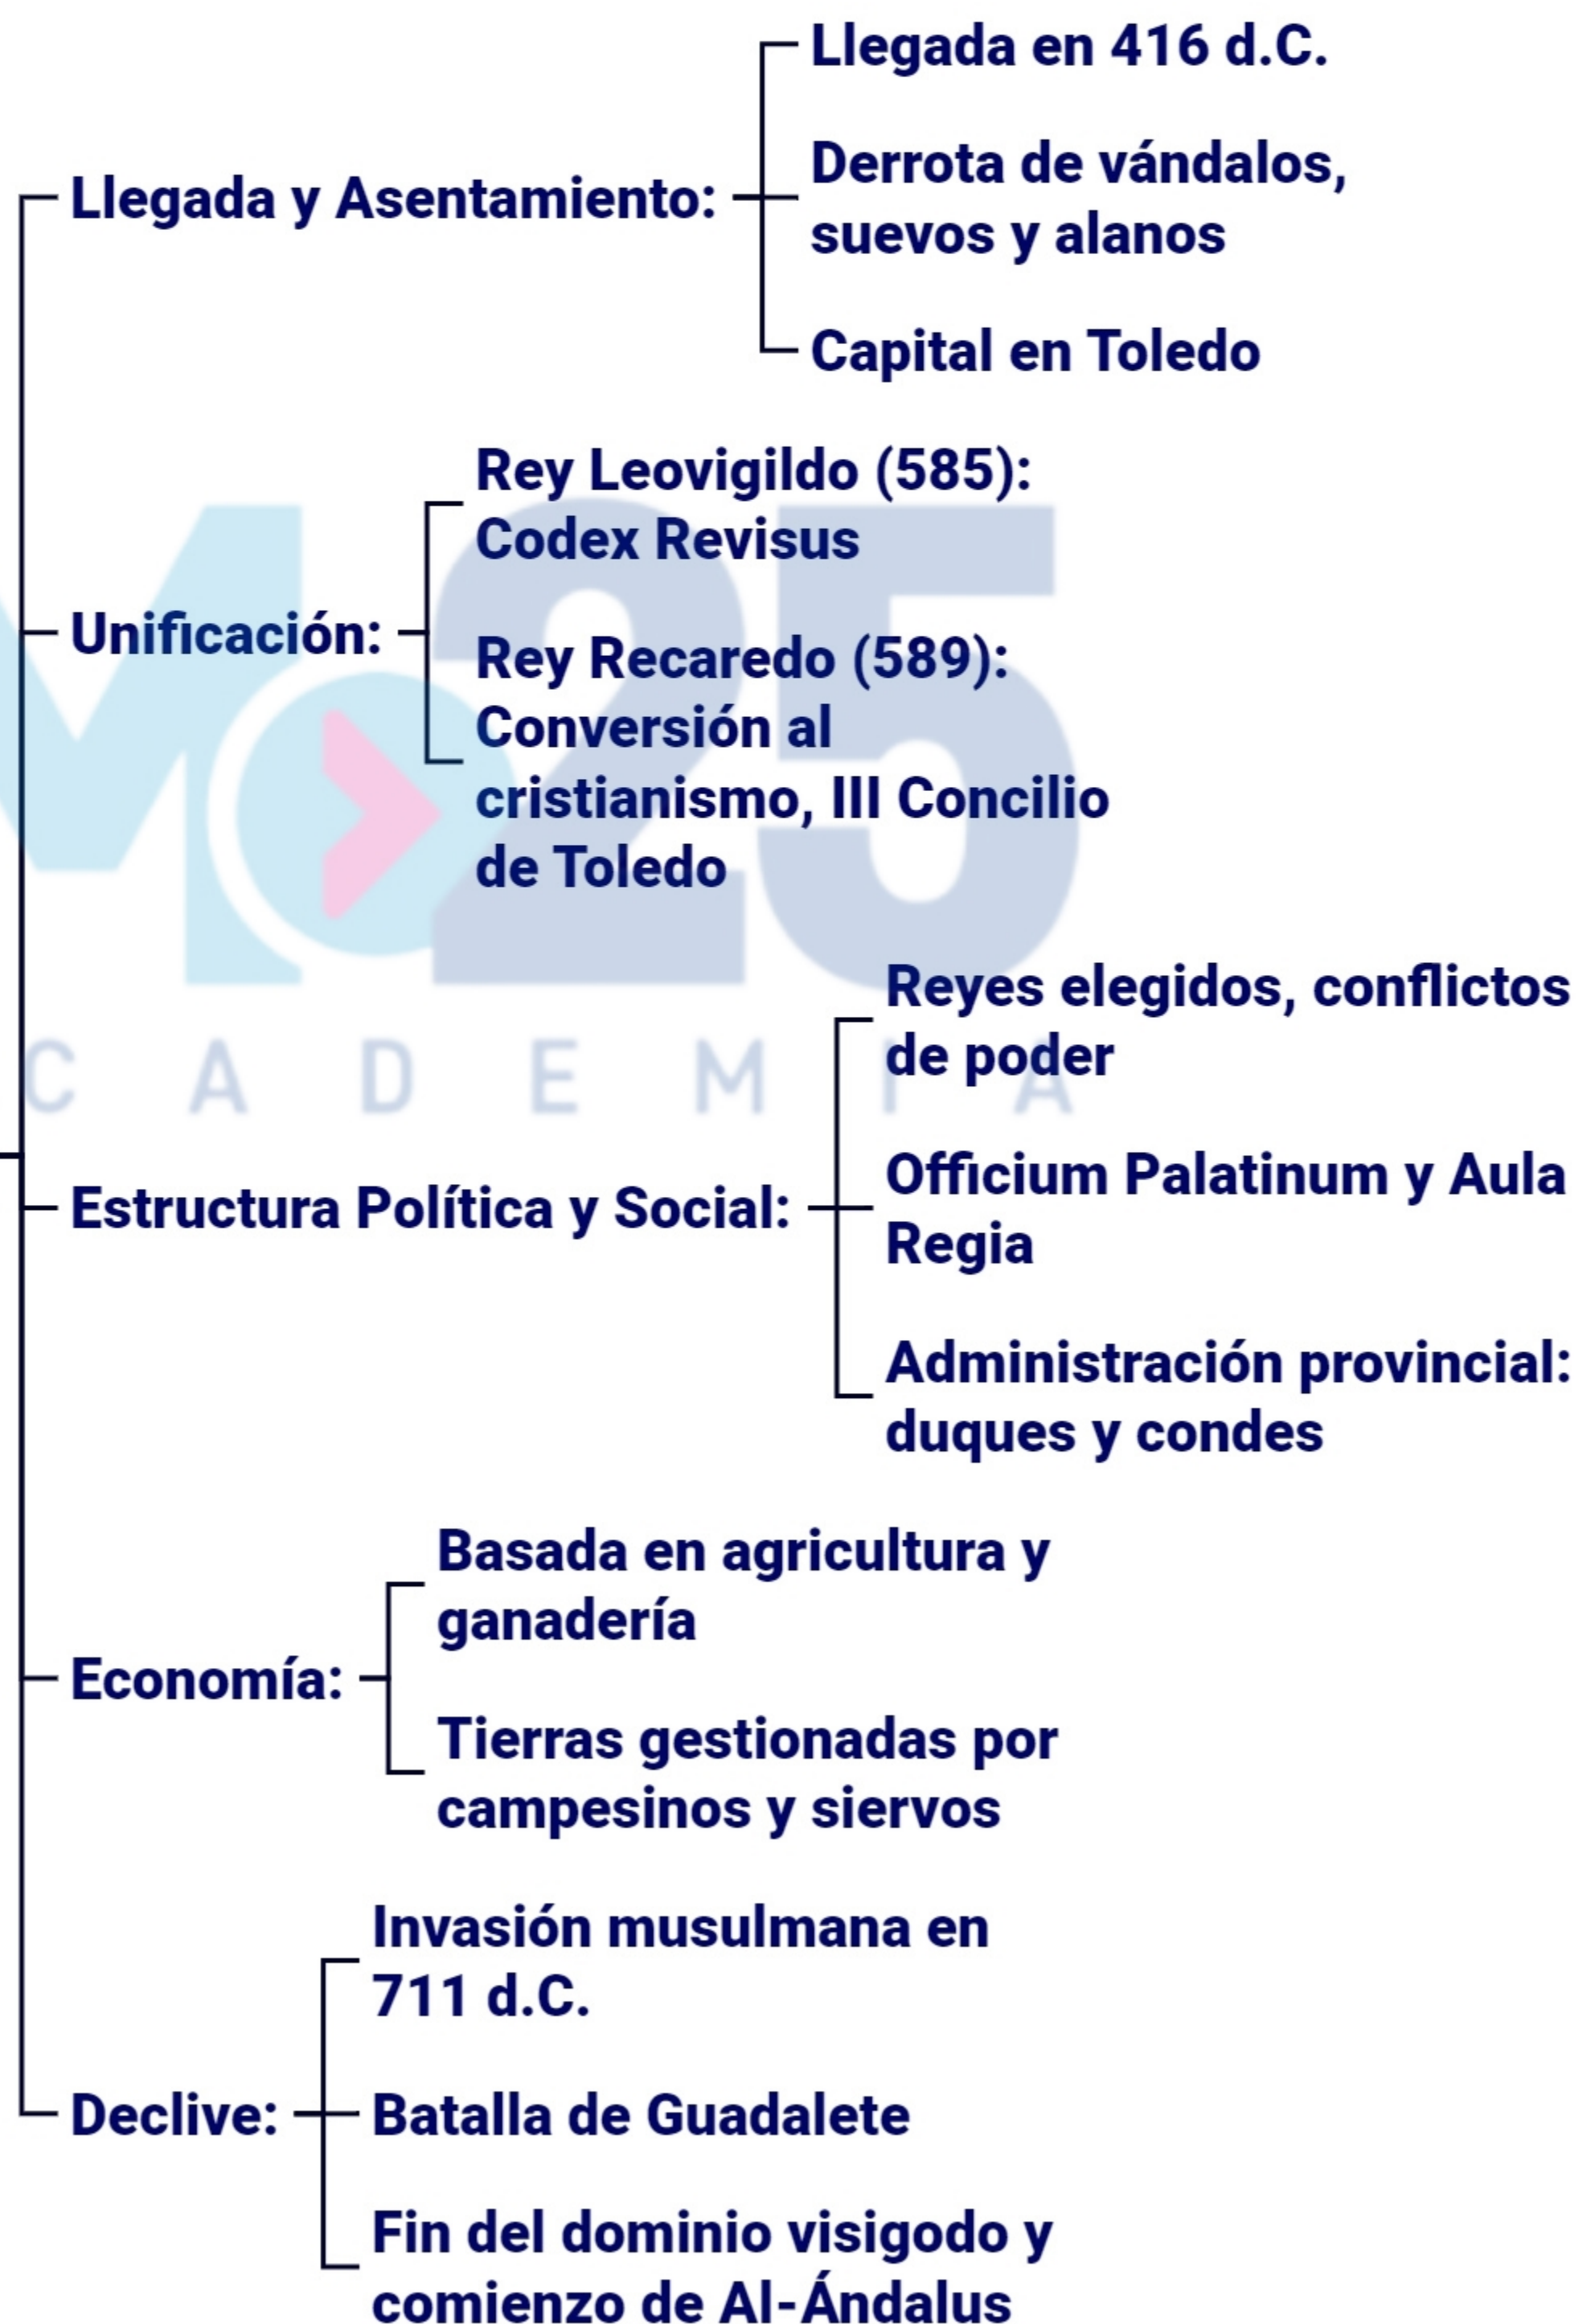 Llegada y Asentamiento:
Llegada en 416 d.C.
Derrota de vándalos,
suevos y alanos
Capital en Toledo
Unificación:
Rey Leovigildo (585):
Codex Revisus
Rey Recaredo (589):
Conversión al
cristianismo, III Concilio
de Toledo
Estructura Política y Social:
Reyes elegidos, conflictos
de poder
Officium Palatinum y Aula
Regia
Administración provincial:
duques y condes
Economía:
Basada en agricultura y
ganadería
Tierras gestionadas por
campesinos y siervos
Declive:
Invasión musulmana en
711 d.C.
Batalla de Guadalete
Fin del dominio visigodo y
comienzo de Al-Ándalus
M25
CADEMIA